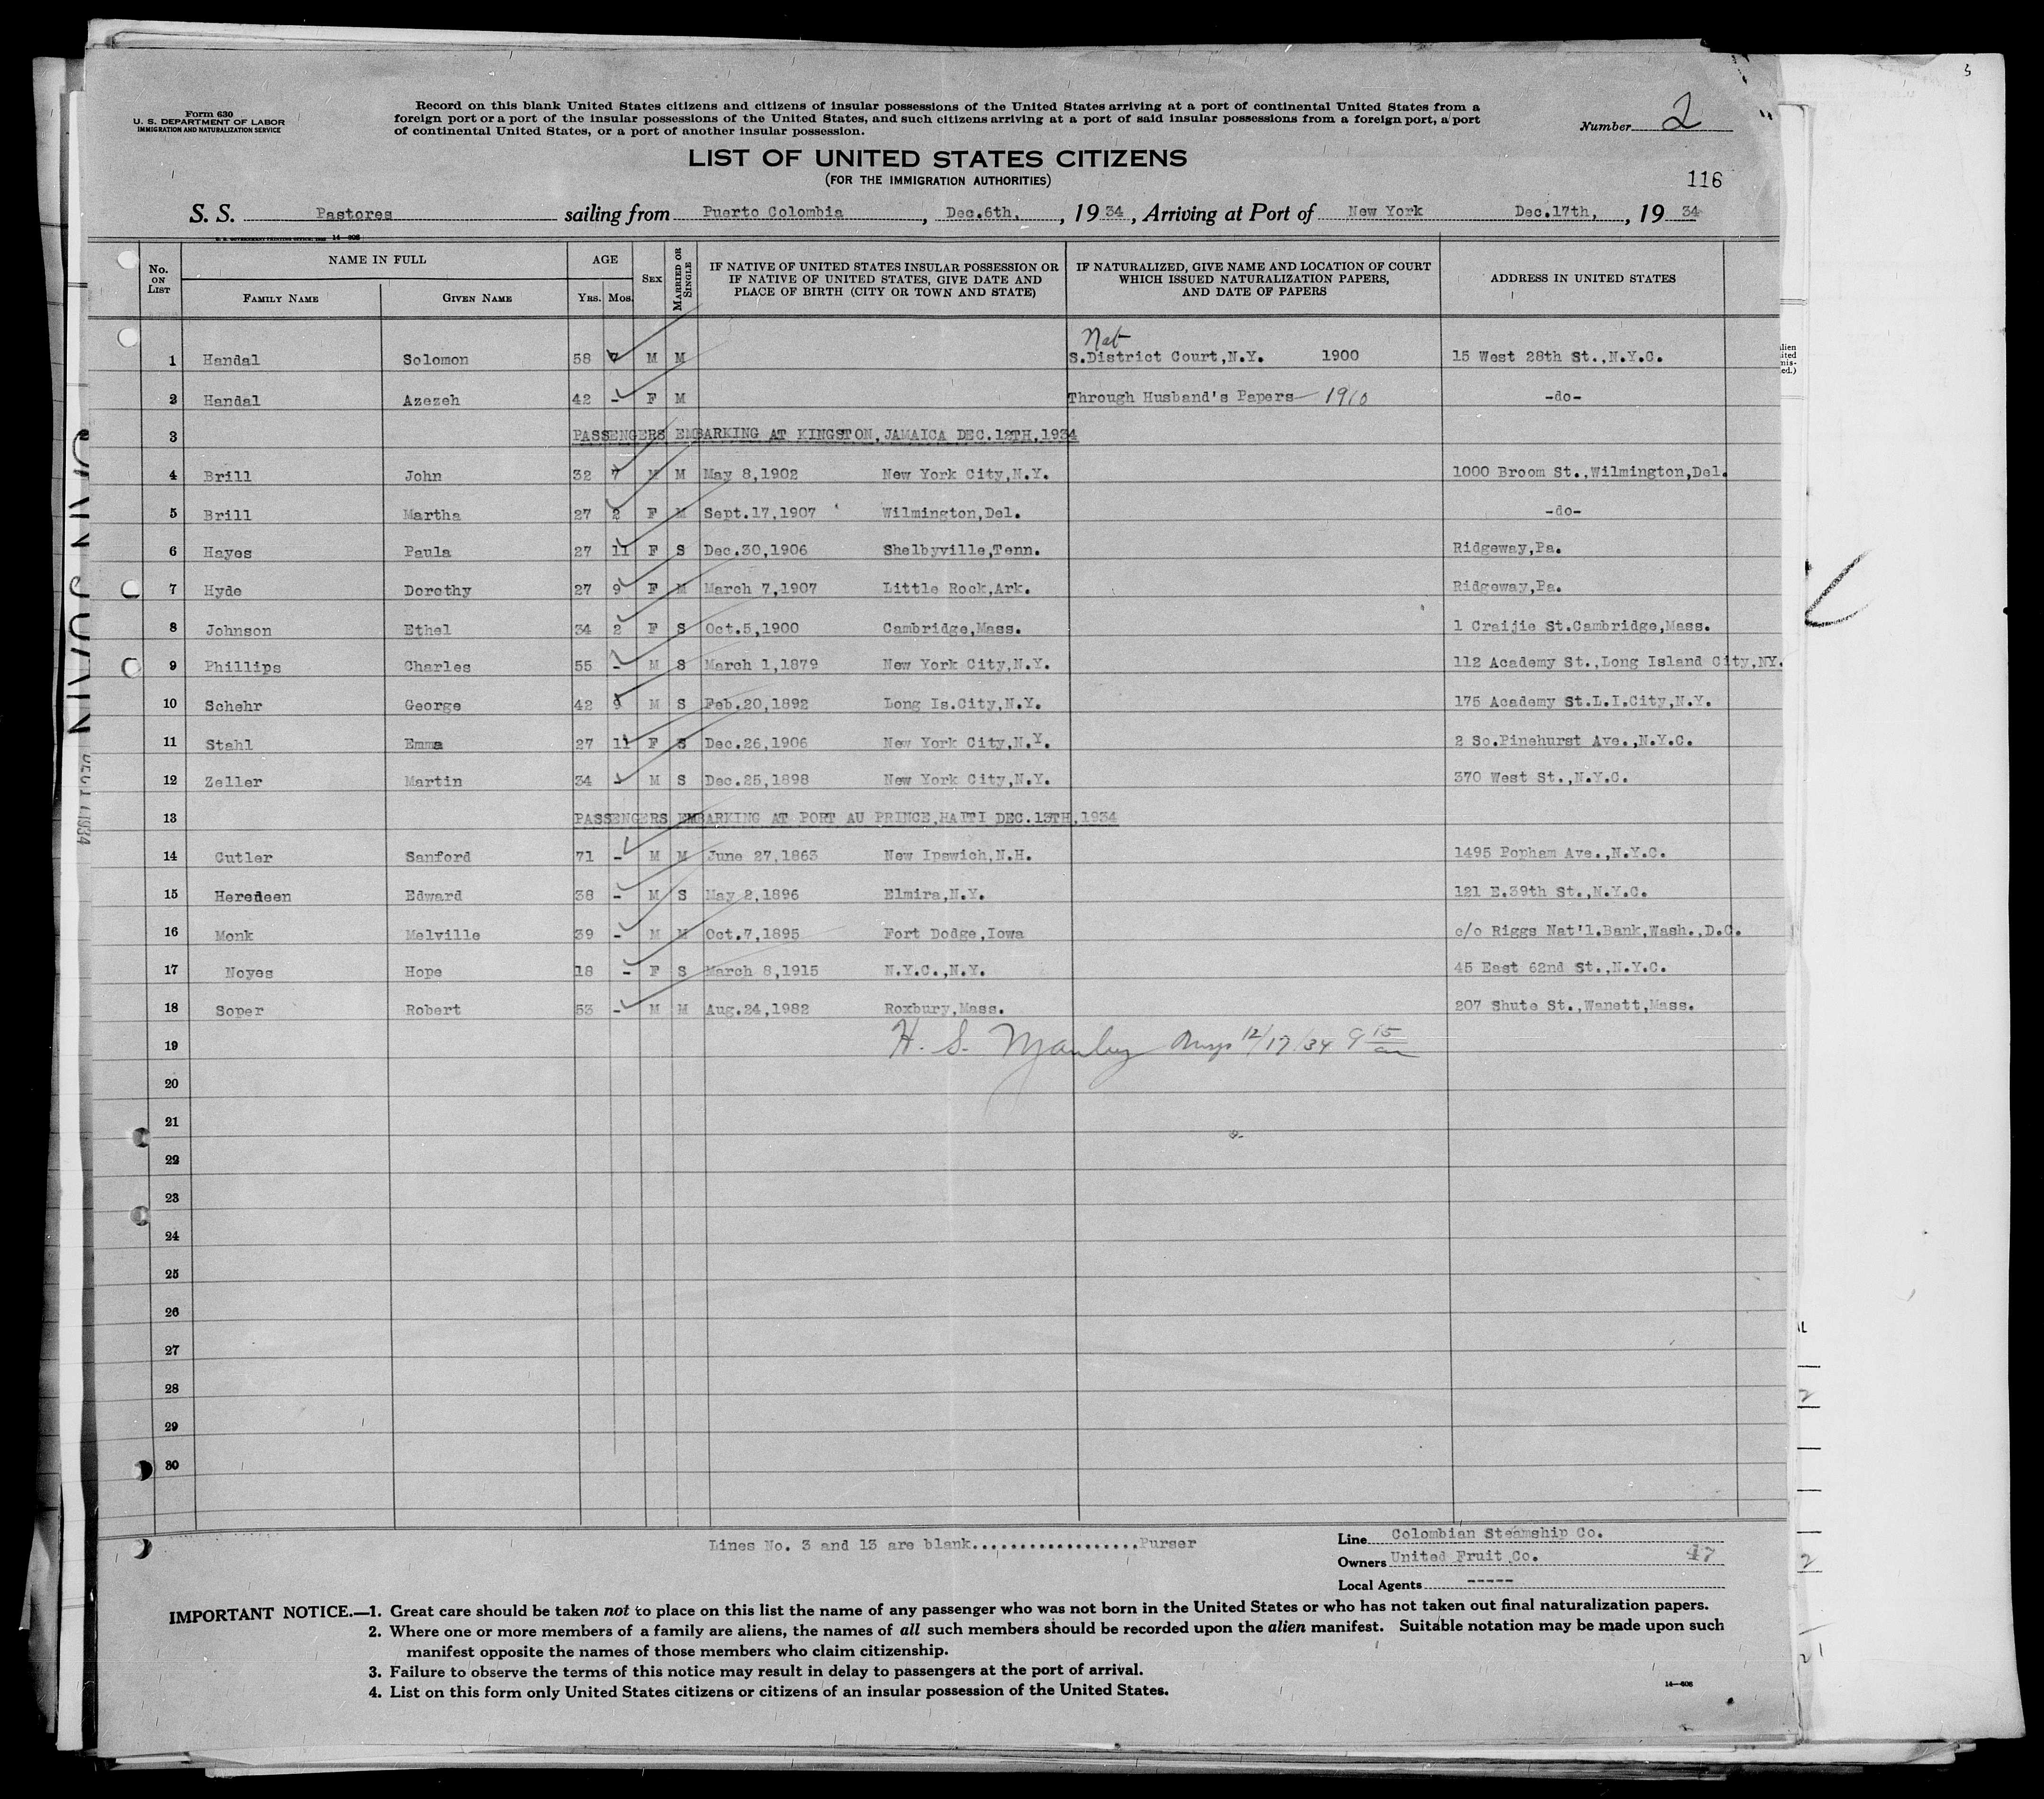 Form 630
U. S. DEPARTMENT OF LABOR
IMMIGRATION AND NATURALIZATION SERVICE
Record on this blank United States citizens and citizens of insular possessions of the United States arriving at a port of continental United States from a
foreign port or a port of the insular possessions of the United States, and such citizens arriving at a port of said insular possessions from a foreign port, a port
of continental United States, or a port of another insular possession.
Number 2
LIST OF UNITED STATES CITIZENS
(FOR THE IMMIGRATION AUTHORITIES)
116
S. S. Pastores sailing from Puerto Colombia, Dec.6th, , 19 34, Arriving at Port of New York Dec.17th, , 19 34
No. ON LIST NAME IN FULL FAMILY NAME GIVEN NAME AGE YRS. MOS. SEX MARRIED OR SINGLE IF NATIVE OF UNITED STATES INSULAR POSSESSION OR IF NATIVE OF UNITED STATES, GIVE DATE AND PLACE OF BIRTH (CITY OR TOWN AND STATE) IF NATURALIZED, GIVE NAME AND LOCATION OF COURT WHICH ISSUED NATURALIZATION PAPERS, AND DATE OF PAPERS ADDRESS IN UNITED STATES
Nat
1 Handal Solomon 58 7 M M S.District Court,N.Y. 1900 15 West 28th St.,N.Y.C.
2 Handal Azezeh 42 - F M Through Husband's Papers 1910 -do-
3 PASSENGERS EMBARKING AT KINGSTON,JAMAICA DEC.12TH,1934
4 Brill John 32 7 M M May 8,1902 New York City,N.Y. 1000 Broom St.,Wilmington,Del.
5 Brill Martha 27 2 F M Sept.17,1907 Wilmington,Del. -do-
6 Hayes Paula 27 11 F S Dec.30,1906 Shelbyville,Tenn. Ridgeway,Pa.
7 Hyde Dorothy 27 9 F M March 7,1907 Little Rock,Ark. Ridgeway,Pa.
8 Johnson Ethel 34 2 F S Oct.5,1900 Cambridge,Mass. 1 Craijie St.Cambridge,Mass.
9 Phillips Charles 55 - M S March 1,1879 New York City,N.Y. 112 Academy St.,Long Island City,NY.
10 Schehr George 42 9 M S Feb.20,1892 Long Is.City,N.Y. 175 Academy St.L.I.City,N.Y.
11 Stahl Emma 27 11 F S Dec.26,1906 New York City,N.Y. 2 So.Pinehurst Ave.,N.Y.C.
12 Zeller Martin 34 - M S Dec.25,1898 New York City,N.Y. 370 West St.,N.Y.C.
13 PASSENGERS EMBARKING AT PORT AU PRINCE,HAITI DEC.13TH,1934
14 Cutler Sanford 71 - M M June 27,1863 New Ipswich,N.H. 1495 Popham Ave.,N.Y.C.
15 Heredeen Edward 38 - M S May 2,1896 Elmira,N.Y. 121 E.39th St.,N.Y.C.
16 Monk Melville 39 - M M Oct.7,1895 Fort Dodge,Iowa c/o Riggs Nat'l.Bank,Wash.,D.C.
17 Noyes Hope 18 - F S March 8,1915 N.Y.C.,N.Y. 45 East 62nd St.,N.Y.C.
18 Soper Robert 53 - M M Aug.24,1982 Roxbury,Mass. 207 Shute St.,Wanett,Mass.
19 H. S. 12/17/34 9 15 am
20
21
22
23
24
25
26
27
28
29
30
Lines No. 3 and 13 are blank...................Purser
Line Colombian Steamship Co.
Owners United Fruit Co. 47
Local Agents -----
IMPORTANT NOTICE.—1. Great care should be taken not to place on this list the name of any passenger who was not born in the United States or who has not taken out final naturalization papers.
2. Where one or more members of a family are aliens, the names of all such members should be recorded upon the alien manifest. Suitable notation may be made upon such
manifest opposite the names of those members who claim citizenship.
3. Failure to observe the terms of this notice may result in delay to passengers at the port of arrival.
4. List on this form only United States citizens or citizens of an insular possession of the United States.